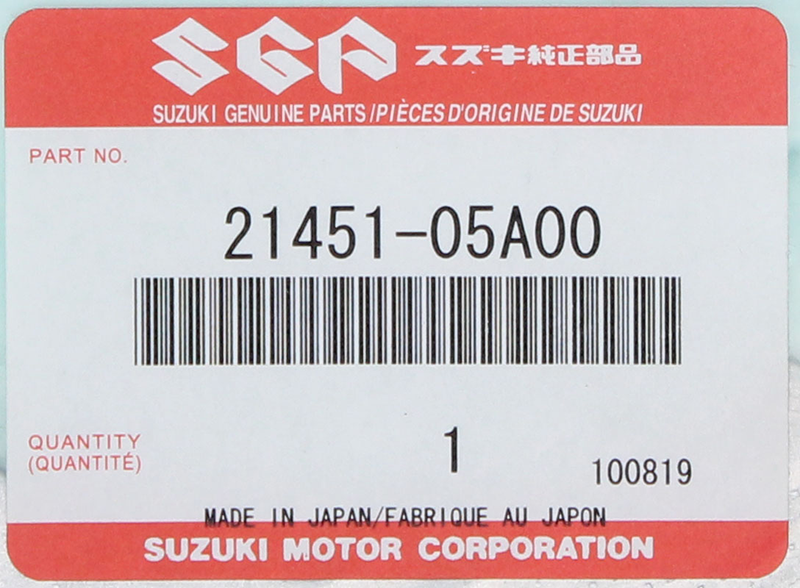 SGP スズキ純正部品
SUZUKI GENUINE PARTS/PIÈCES D'ORIGINE DE SUZUKI
PART NO.
21451-05A00
QUANTITY 1
(QUANTITÉ) 100819
MADE IN JAPAN/FABRIQUE AU JAPON
SUZUKI MOTOR CORPORATION